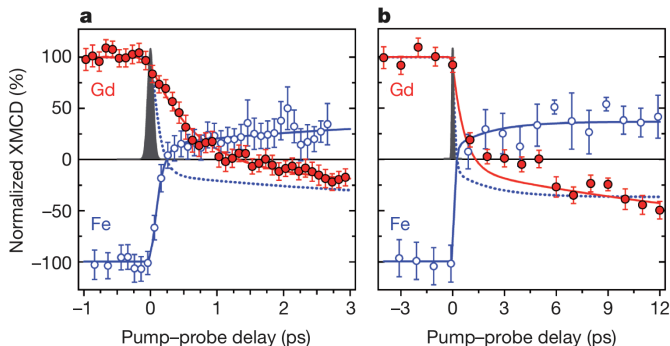 a
b
Normalized XMCD (%)
100
50
0
−50
−100
Gd
Fe
−1
0
1
2
3
Pump–probe delay (ps)
Gd
Fe
−3
0
3
6
9
12
Pump–probe delay (ps)